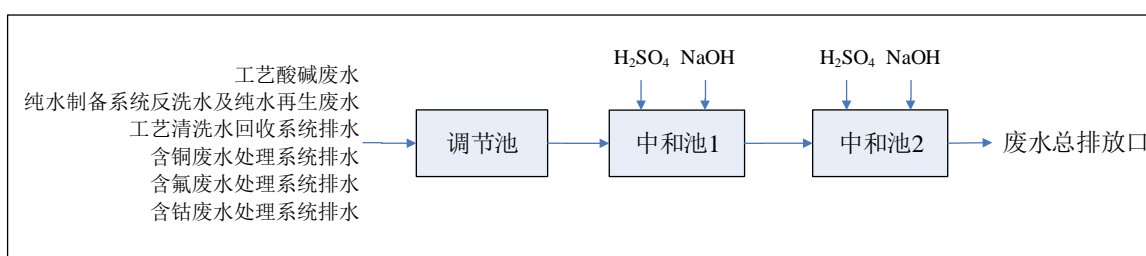 工艺酸碱废水
纯水制备系统反洗水及纯水再生废水
工艺清洗水回收系统排水
含铜废水处理系统排水
含氟废水处理系统排水
含钴废水处理系统排水
调节池
H₂SO₄ NaOH
中和池1
H₂SO₄ NaOH
中和池2
废水总排放口